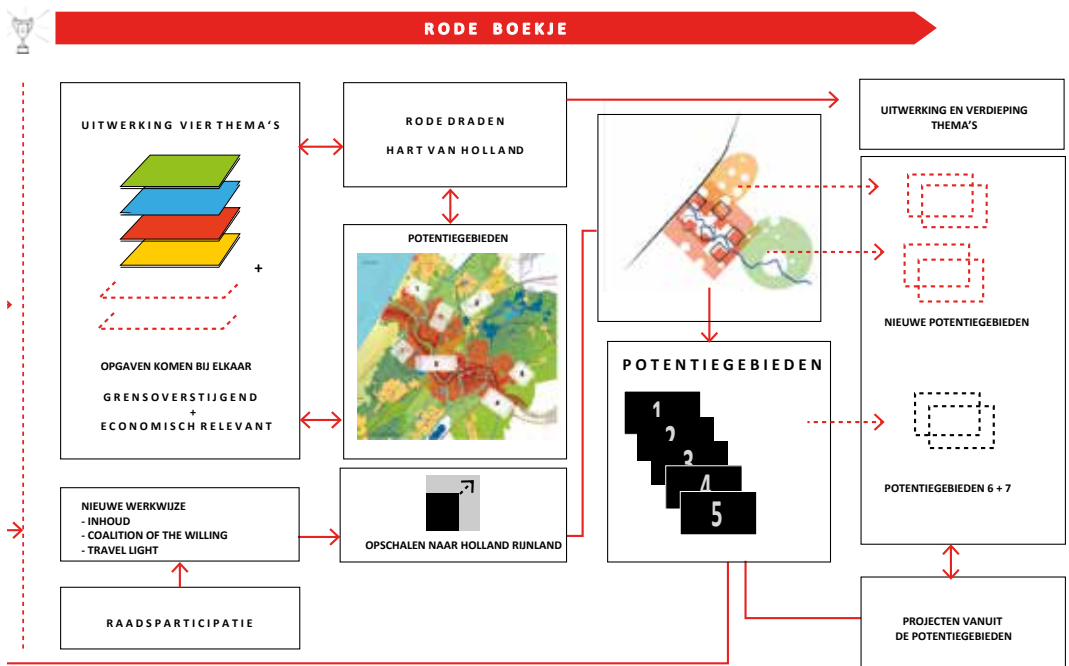 RODE BOEKJE
UITWERKING VIER THEMA'S
+
OPGAVEN KOMEN BIJ ELKAAR
GRENSOVERSTIJGEND
+
ECONOMISCH RELEVANT
RODE DRADEN
HART VAN HOLLAND
POTENTIEGEBIEDEN
NIEUWE WERKWIJZE
- INHOUD
- COALITION OF THE WILLING
- TRAVEL LIGHT
OPSCHALEN NAAR HOLLAND RIJNLAND
RAADSPARTICIPATIE
POTENTIEGEBIEDEN
1
2
3
4
5
UITWERKING EN VERDIEPING
THEMA'S
NIEUWE POTENTIEGEBIEDEN
POTENTIEGEBIEDEN 6 + 7
PROJECTEN VANUIT
DE POTENTIEGEBIEDEN